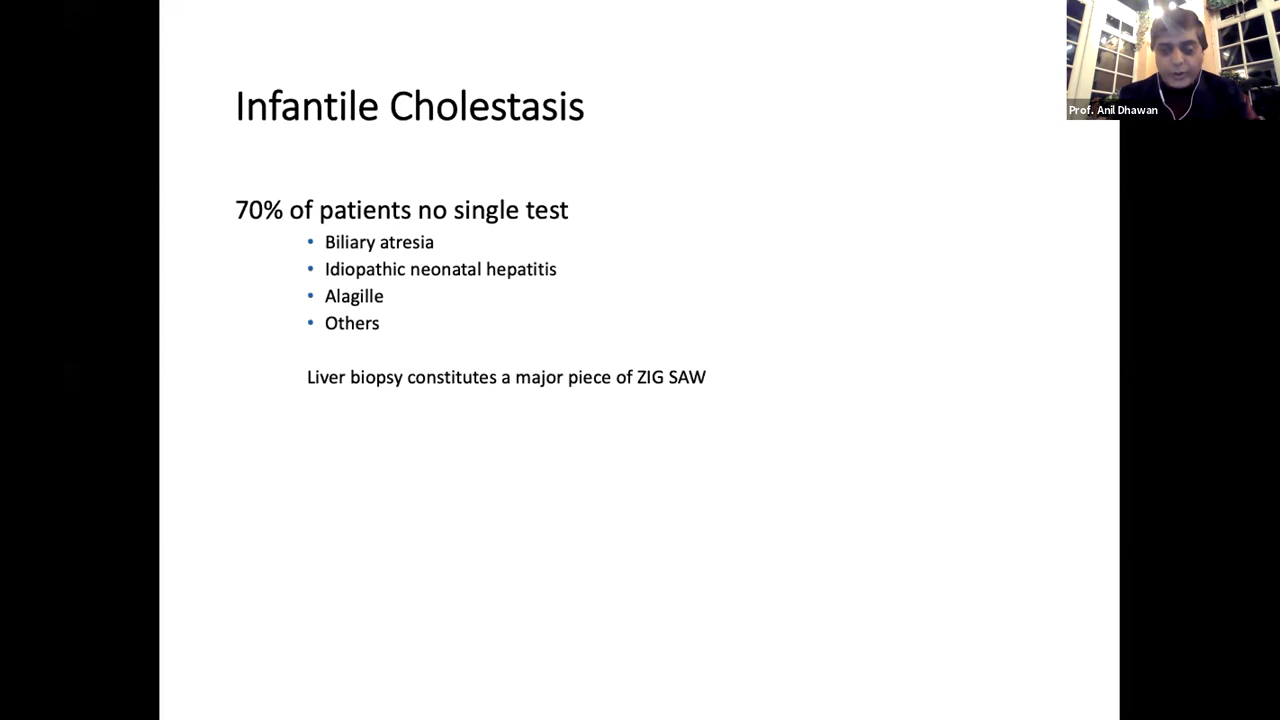 Prof. Anil Dhawan
Infantile Cholestasis
70% of patients no single test
• Biliary atresia
• Idiopathic neonatal hepatitis
• Alagille
• Others
Liver biopsy constitutes a major piece of ZIG SAW